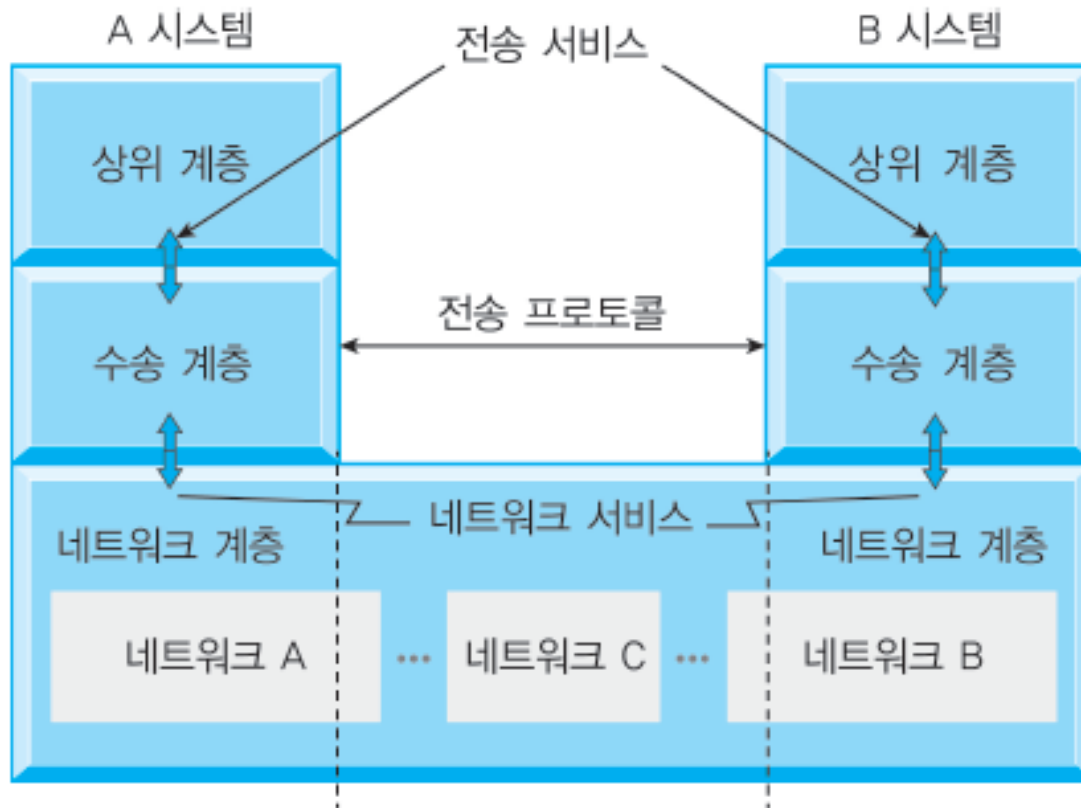 A 시스템
전송 서비스
B 시스템
상위 계층
상위 계층
전송 프로토콜
수송 계층
수송 계층
네트워크 서비스
네트워크 계층
네트워크 계층
네트워크 A
···
네트워크 C
···
네트워크 B